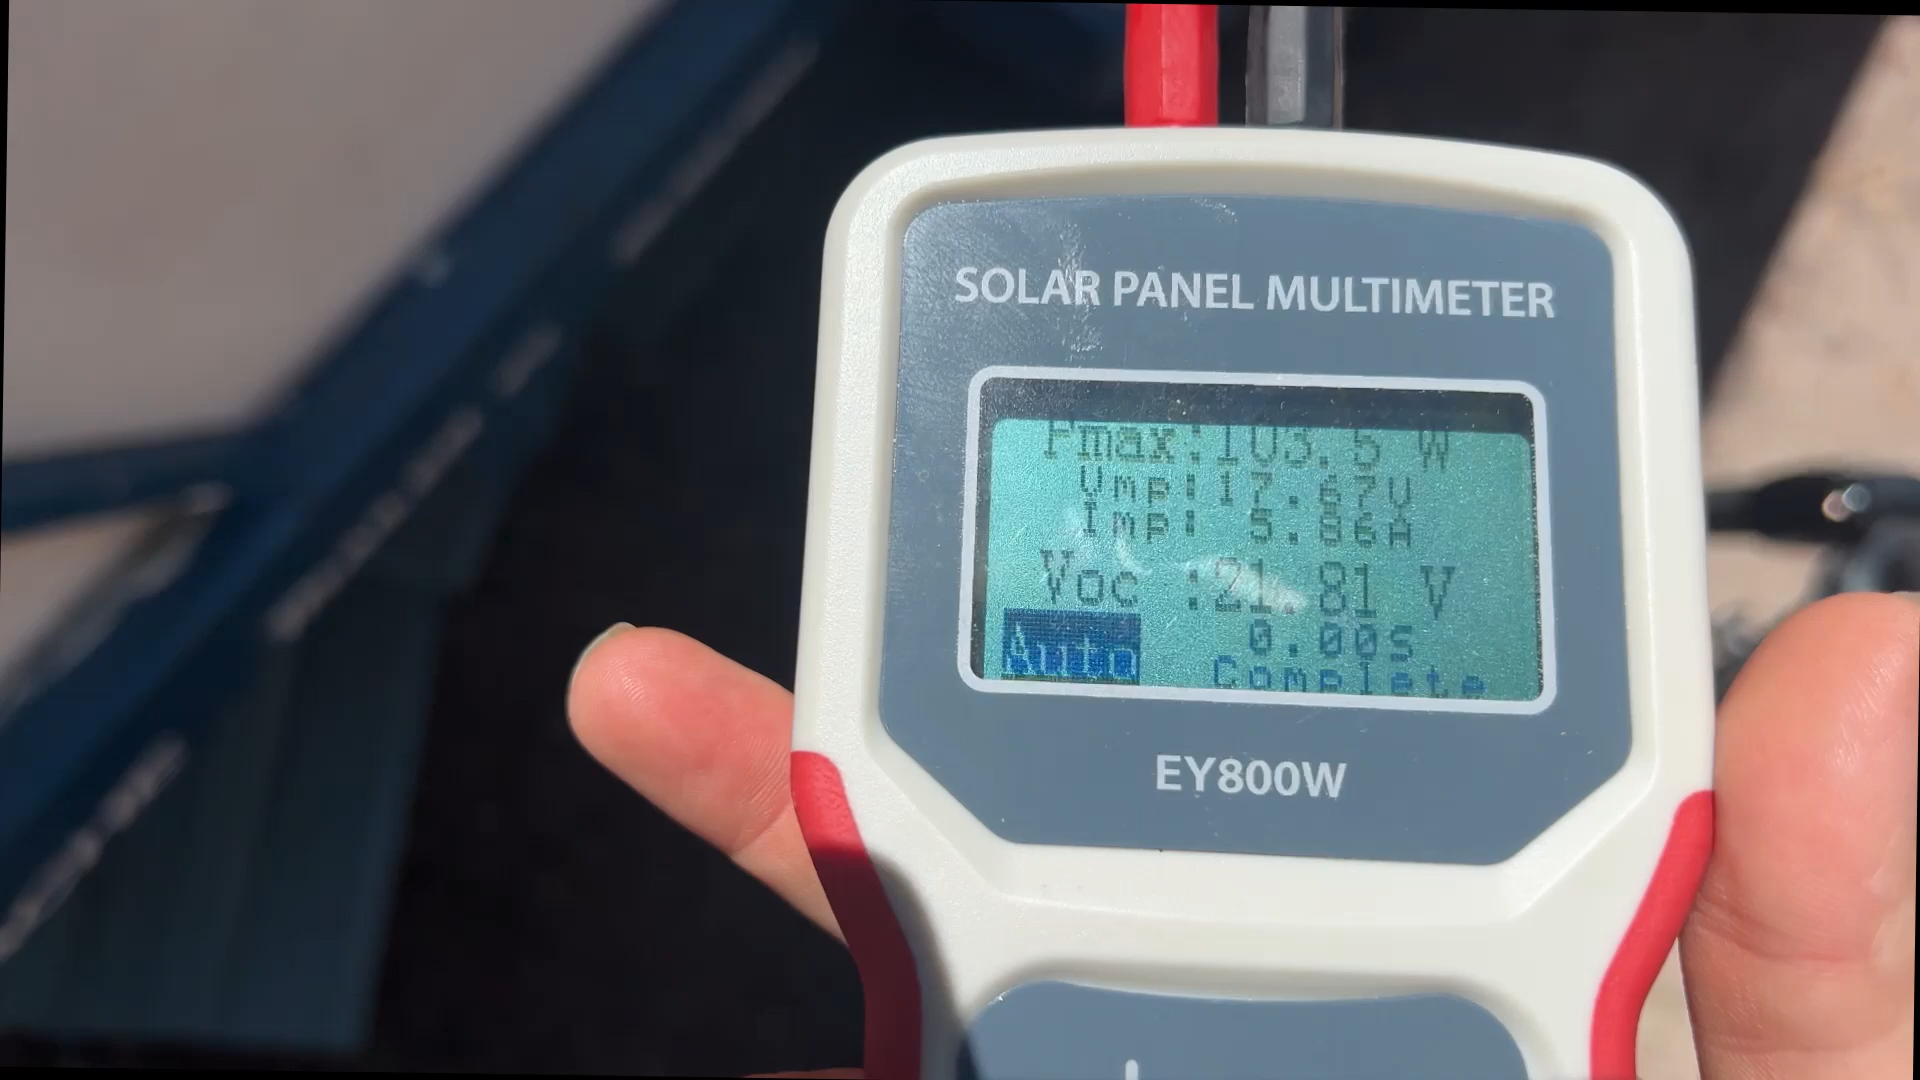 SOLAR PANEL MULTIMETER
Pmax:103.5 W
Vmp:17.67V
Imp: 5.86A
Voc :21.81 V
Auto 0.00S
Complete
EY800W